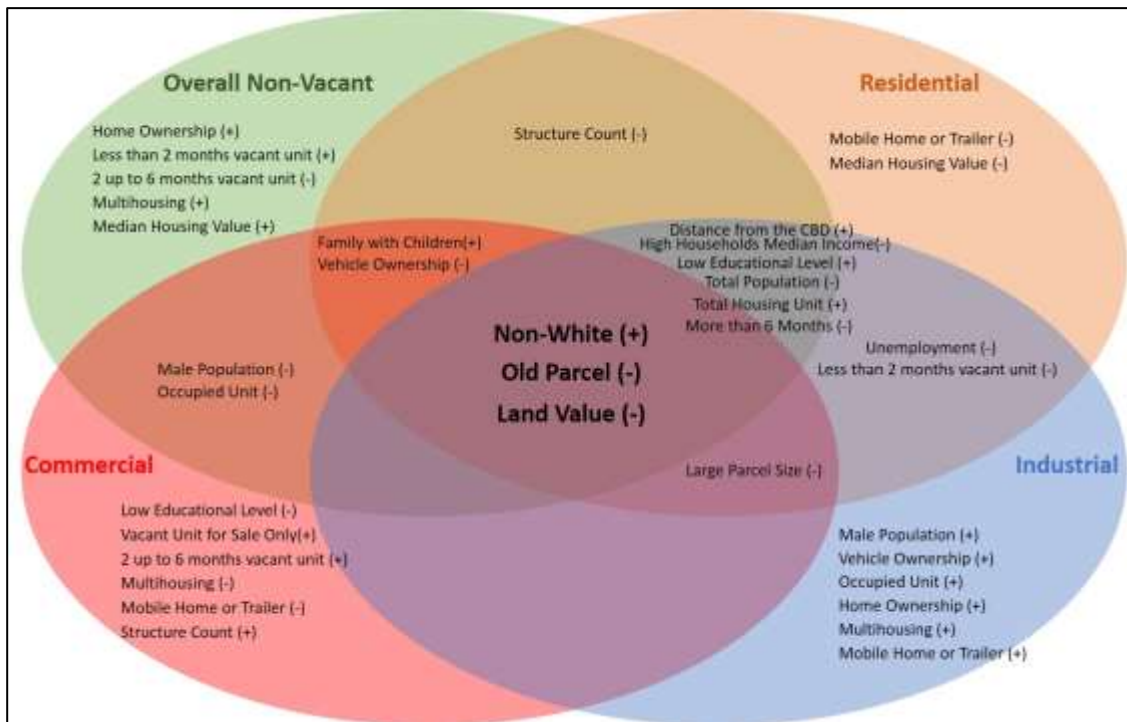 Overall Non-Vacant
Residential
Home Ownership (+)
Less than 2 months vacant unit (+)
2 up to 6 months vacant unit (-)
Multihousing (+)
Median Housing Value (+)
Structure Count (-)
Mobile Home or Trailer (-)
Median Housing Value (-)
Family with Children(+)
Vehicle Ownership (-)
Distance from the CBD (+)
High Households Median Income(-)
Low Educational Level (+)
Total Population (-)
Total Housing Unit (+)
More than 6 Months (-)
Non-White (+)
Old Parcel (-)
Land Value (-)
Unemployment (-)
Less than 2 months vacant unit (-)
Male Population (-)
Occupied Unit (-)
Commercial
Large Parcel Size (-)
Industrial
Low Educational Level (-)
Vacant Unit for Sale Only(+)
2 up to 6 months vacant unit (+)
Multihousing (-)
Mobile Home or Trailer (-)
Structure Count (+)
Male Population (+)
Vehicle Ownership (+)
Occupied Unit (+)
Home Ownership (+)
Multihousing (+)
Mobile Home or Trailer (+)